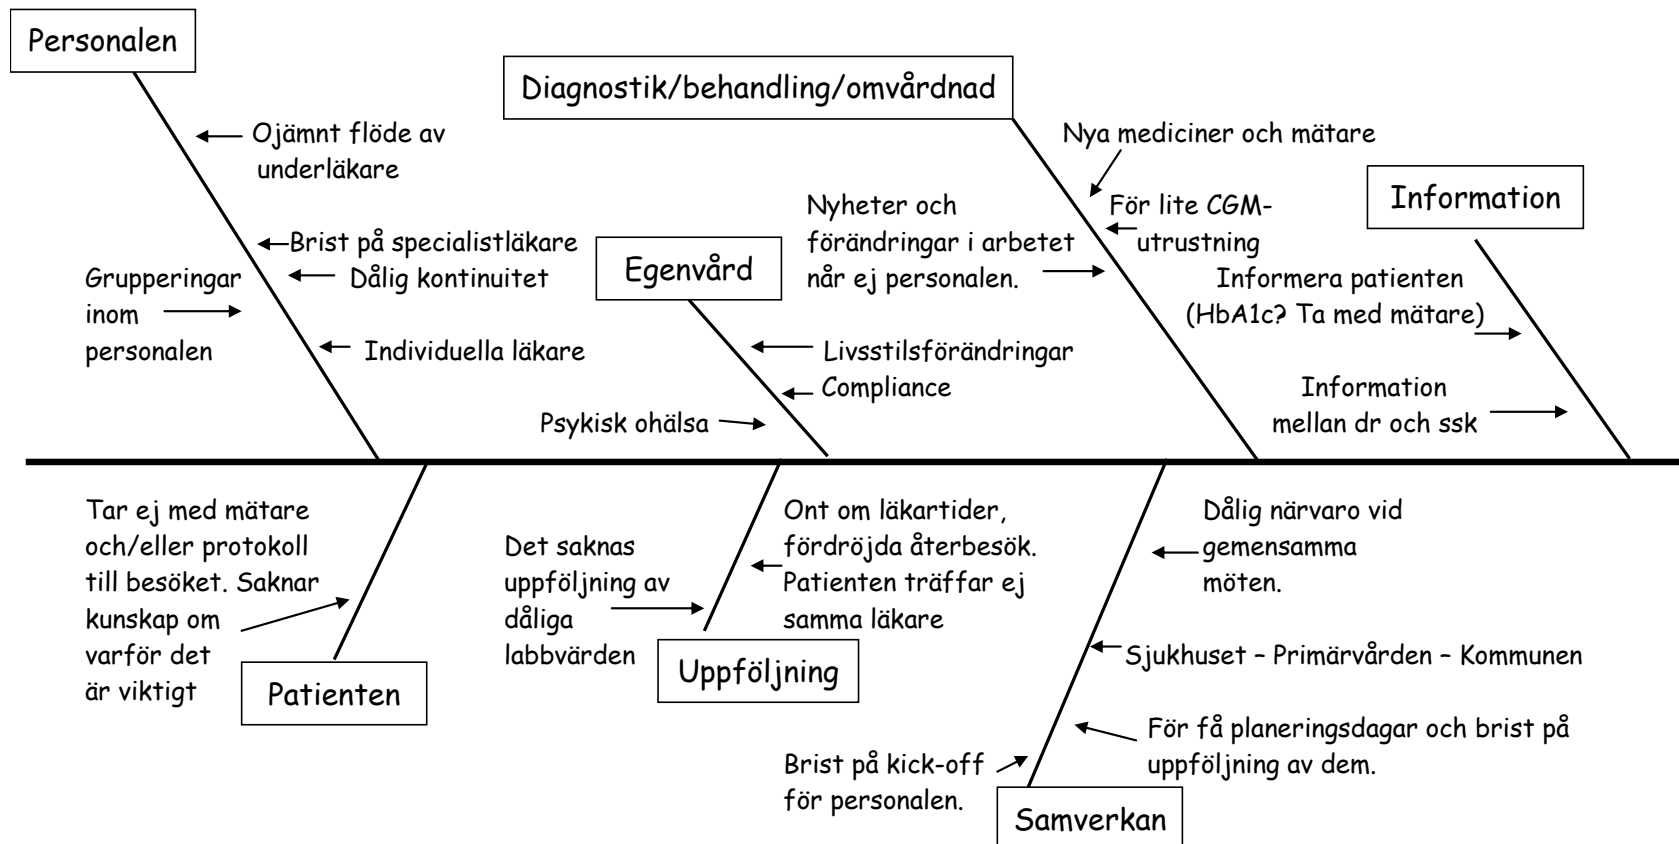 Personalen
Ojämnt flöde av
underläkare
Brist på specialistläkare
Dålig kontinuitet
Grupperingar
inom
personalen
Individuella läkare
Egenvård
Livsstilsförändringar
Compliance
Psykisk ohälsa
Diagnostik/behandling/omvårdnad
Nya mediciner och mätare
För lite CGM-
utrustning
Nyheter och
förändringar i arbetet
når ej personalen.
Information
Informera patienten
(HbA1c? Ta med mätare)
Information
mellan dr och ssk
Tar ej med mätare
och/eller protokoll
till besöket. Saknar
kunskap om
varför det
är viktigt
Patienten
Det saknas
uppföljning av
dåliga
labbvärden
Ont om läkartider,
fördröjda återbesök.
Patienten träffar ej
samma läkare
Uppföljning
Dålig närvaro vid
gemensamma
möten.
Sjukhuset – Primärvården – Kommunen
För få planeringsdagar och brist på
uppföljning av dem.
Brist på kick-off
för personalen.
Samverkan